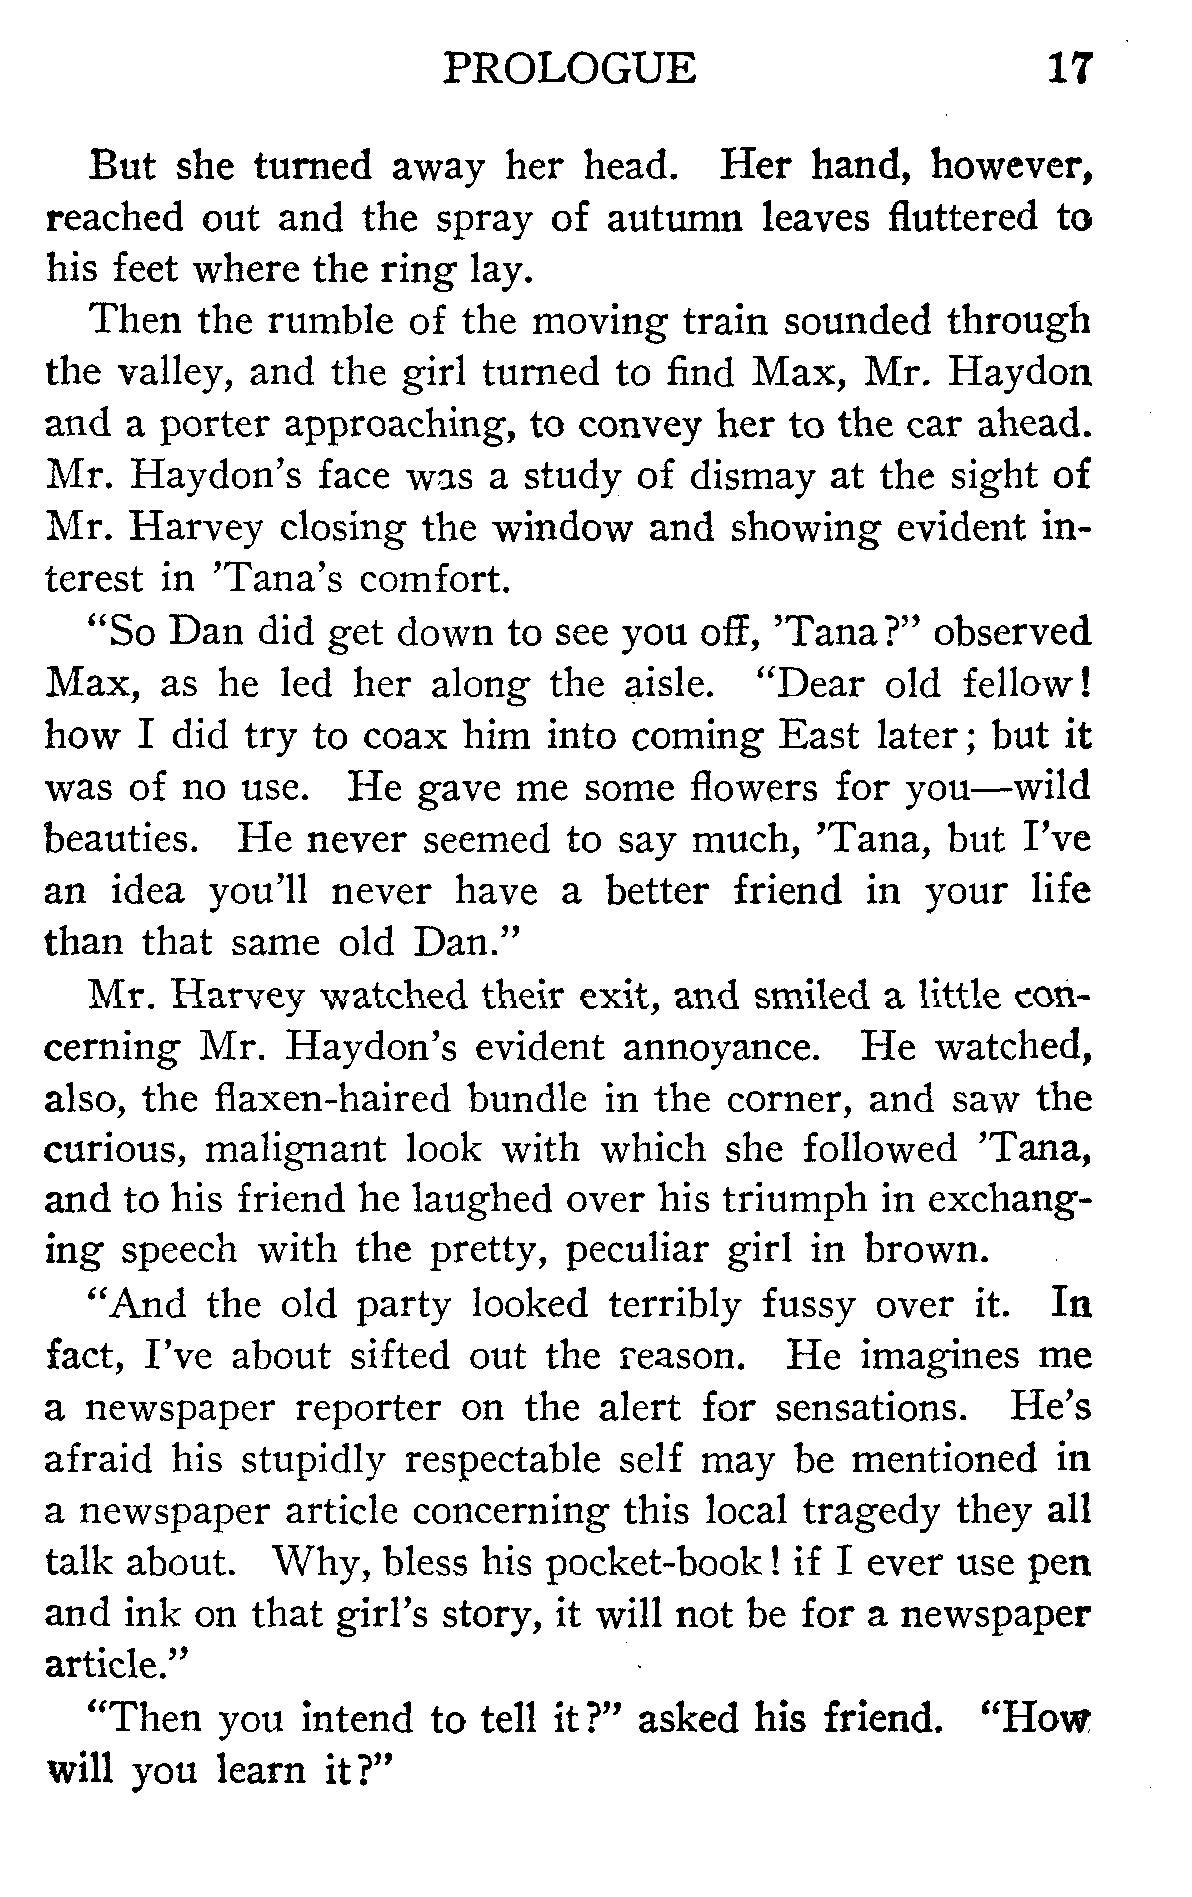 PROLOGUE 17
But she turned away her head. Her hand, however,
reached out and the spray of autumn leaves fluttered to
his feet where the ring lay.
Then the rumble of the moving train sounded through
the valley, and the girl turned to find Max, Mr. Haydon
and a porter approaching, to convey her to the car ahead.
Mr. Haydon's face was a study of dismay at the sight of
Mr. Harvey closing the window and showing evident in-
terest in 'Tana's comfort.
“So Dan did get down to see you off, 'Tana?” observed
Max, as he led her along the aisle. “Dear old fellow!
how I did try to coax him into coming East later; but it
was of no use. He gave me some flowers for you—wild
beauties. He never seemed to say much, 'Tana, but I've
an idea you'll never have a better friend in your life
than that same old Dan.”
Mr. Harvey watched their exit, and smiled a little con-
cerning Mr. Haydon's evident annoyance. He watched,
also, the flaxen-haired bundle in the corner, and saw the
curious, malignant look with which she followed 'Tana,
and to his friend he laughed over his triumph in exchang-
ing speech with the pretty, peculiar girl in brown.
“And the old party looked terribly fussy over it. In
fact, I've about sifted out the reason. He imagines me
a newspaper reporter on the alert for sensations. He's
afraid his stupidly respectable self may be mentioned in
a newspaper article concerning this local tragedy they all
talk about. Why, bless his pocket-book! if I ever use pen
and ink on that girl's story, it will not be for a newspaper
article.”
“Then you intend to tell it?” asked his friend. “How
will you learn it?”